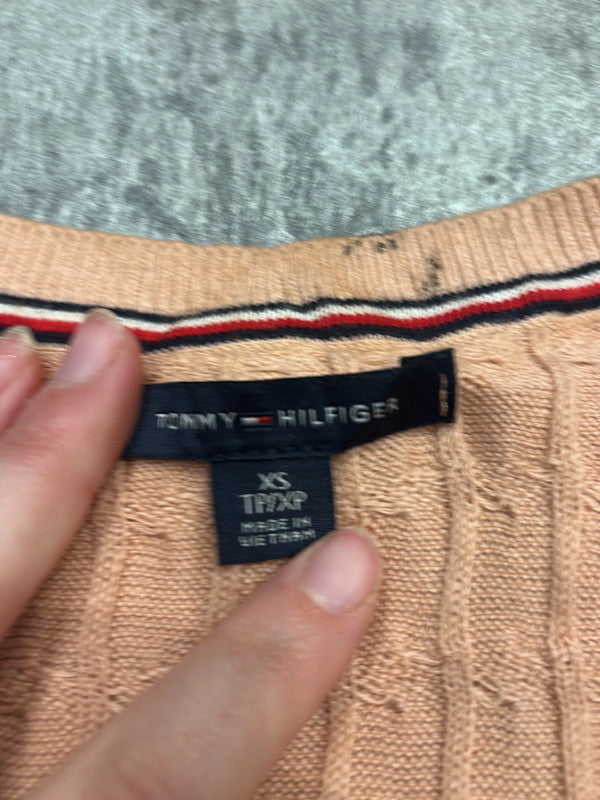 TOMMY HILFIGER
XS
TP/XP
MADE IN
VIETNAM